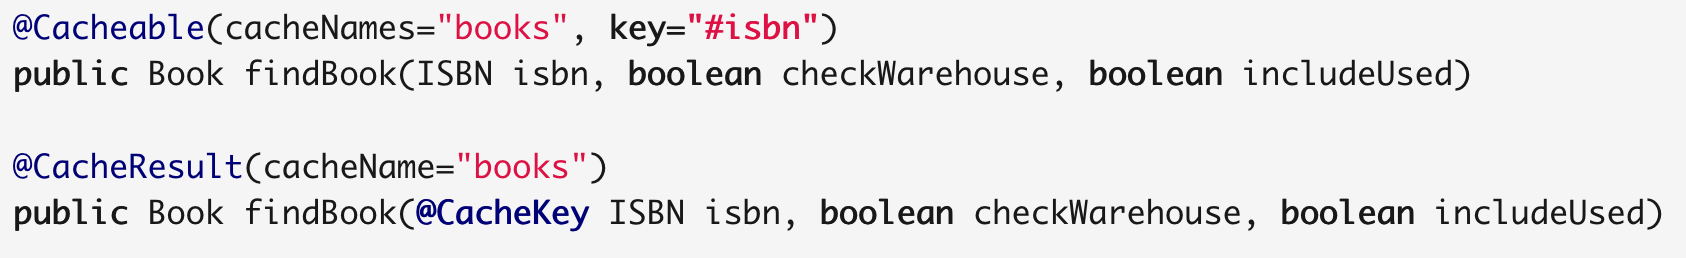 @Cacheable(cacheNames="books", key="#isbn")
public Book findBook(ISBN isbn, boolean checkWarehouse, boolean includeUsed)
@CacheResult(cacheName="books")
public Book findBook(@CacheKey ISBN isbn, boolean checkWarehouse, boolean includeUsed)